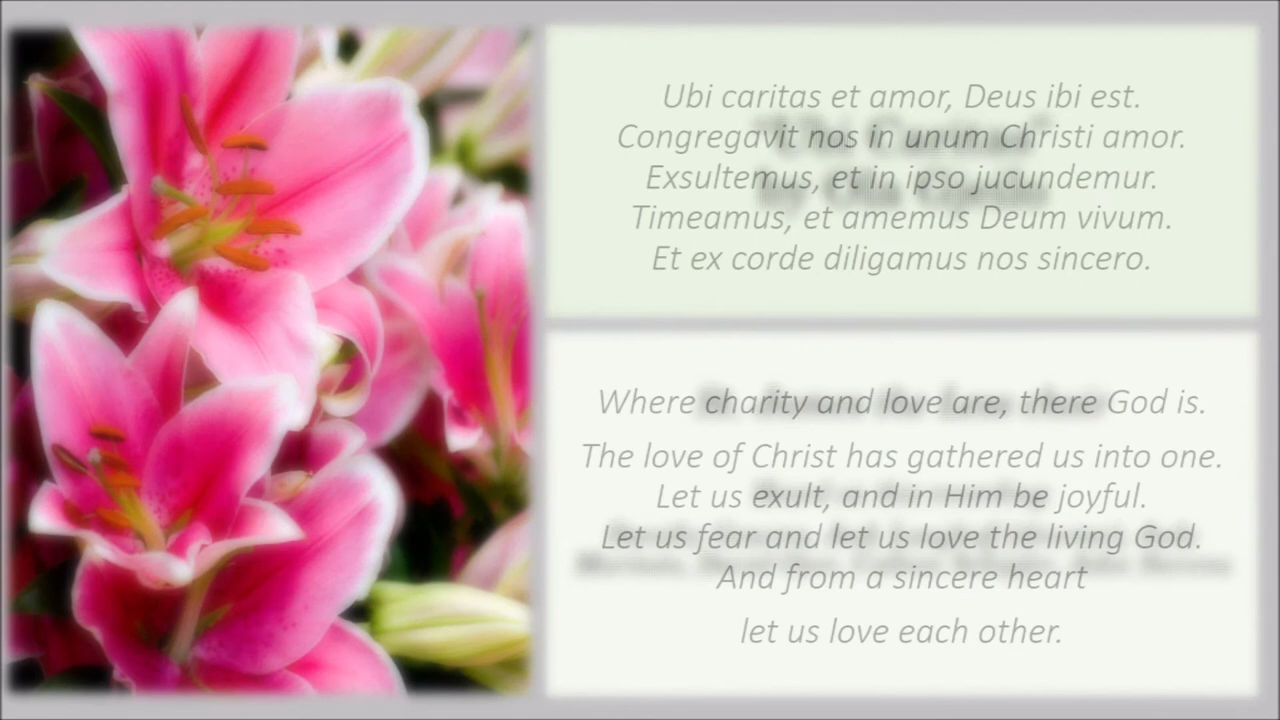 Ubi caritas et amor, Deus ibi est.
Congregavit nos in unum Christi amor.
Exsultemus, et in ipso jucundemur.
Timeamus, et amemus Deum vivum.
Et ex corde diligamus nos sincero.
Where charity and love are, there God is.
The love of Christ has gathered us into one.
Let us exult, and in Him be joyful.
Let us fear and let us love the living God.
And from a sincere heart
let us love each other.